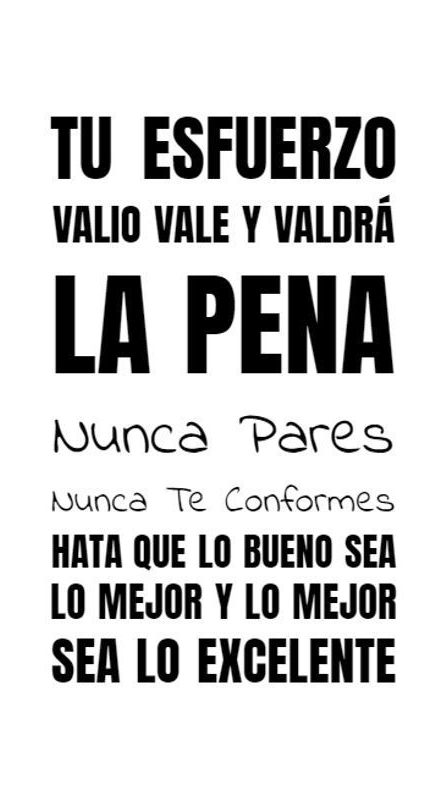 TU ESFUERZO
VALIO VALE Y VALDRÁ
LA PENA
Nunca Pares
Nunca Te Conformes
HATA QUE LO BUENO SEA
LO MEJOR Y LO MEJOR
SEA LO EXCELENTE